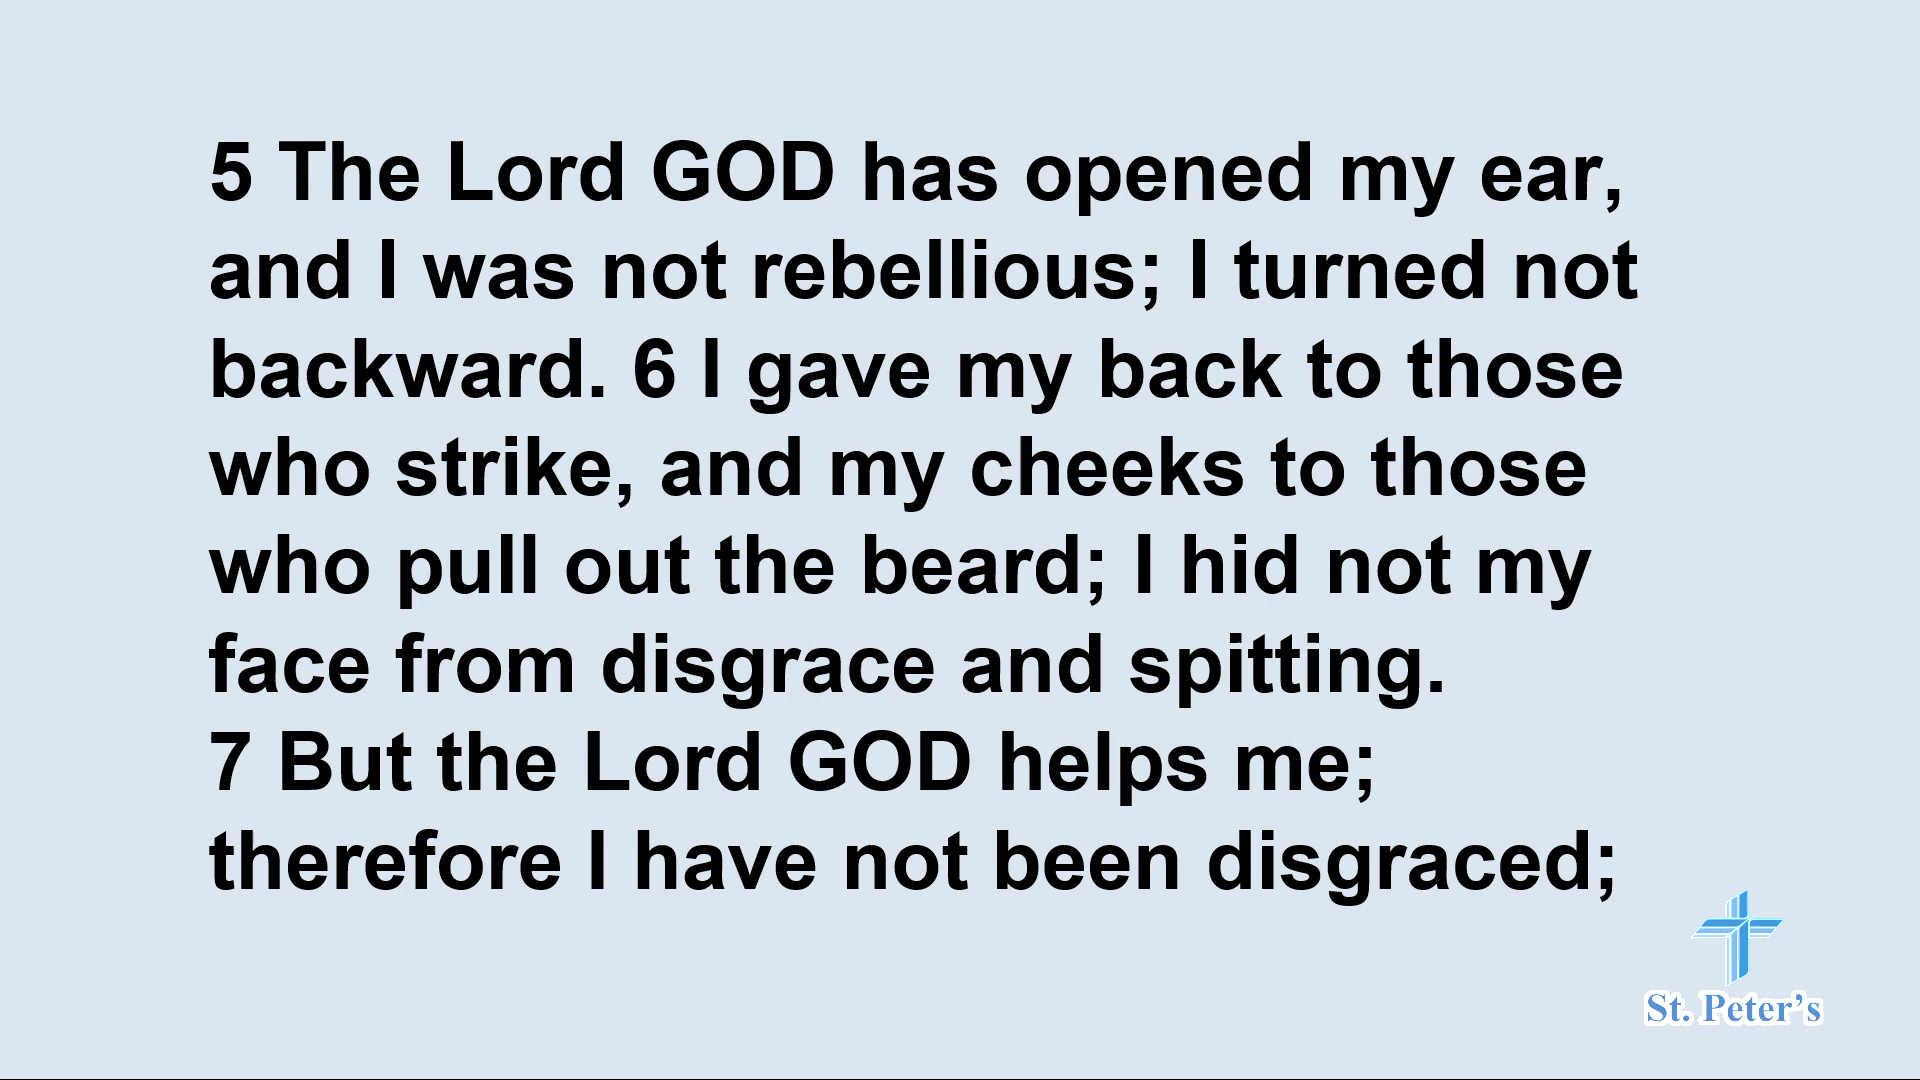 5 The Lord GOD has opened my ear,
and I was not rebellious; I turned not
backward. 6 I gave my back to those
who strike, and my cheeks to those
who pull out the beard; I hid not my
face from disgrace and spitting.
7 But the Lord GOD helps me;
therefore I have not been disgraced;
St. Peter’s